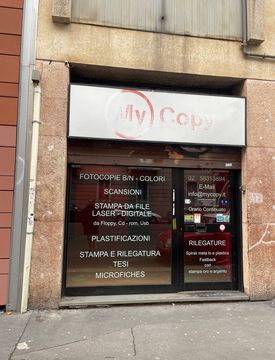 My Copy
FOTOCOPIE B/N - COLORI
SCANSIONI
STAMPA DA FILE
LASER - DIGITALE
da Floppy, Cd - rom, Usb
PLASTIFICAZIONI
STAMPA E RILEGATURA
TESI
MICROFICHES
02
E-Mail
info@mycopy.it
Orario Continuato
RILEGATURE
Spirali metallo e plastica
Fastback
con
stampa oro e argento